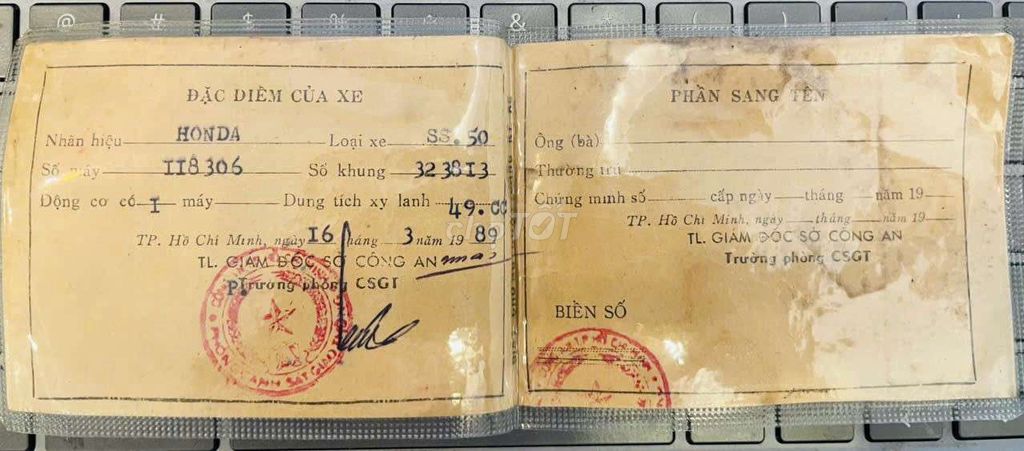 ĐẶC DIỂM CỦA XE
Nhãn hiệu HONDA Loại xe SS.50
Số máy 118306 Số khung 323813
Động cơ có 1 máy Dung tích xy lanh 49.CC
TP. Hồ Chí Minh, ngày 16 tháng 3 năm 1989
TL. GIÁM ĐỐC SỞ CÔNG AN
P Trưởng phòng CSGT
PHẦN SANG TÊN
Ông (bà)
Thường trú
Chứng minh số cấp ngày tháng năm 19
TP. Hồ Chí Minh, ngày tháng năm 19
TL. GIÁM ĐỐC SỞ CÔNG AN
Trưởng phòng CSGT
BIỂN SỐ
CHỢ TỐT